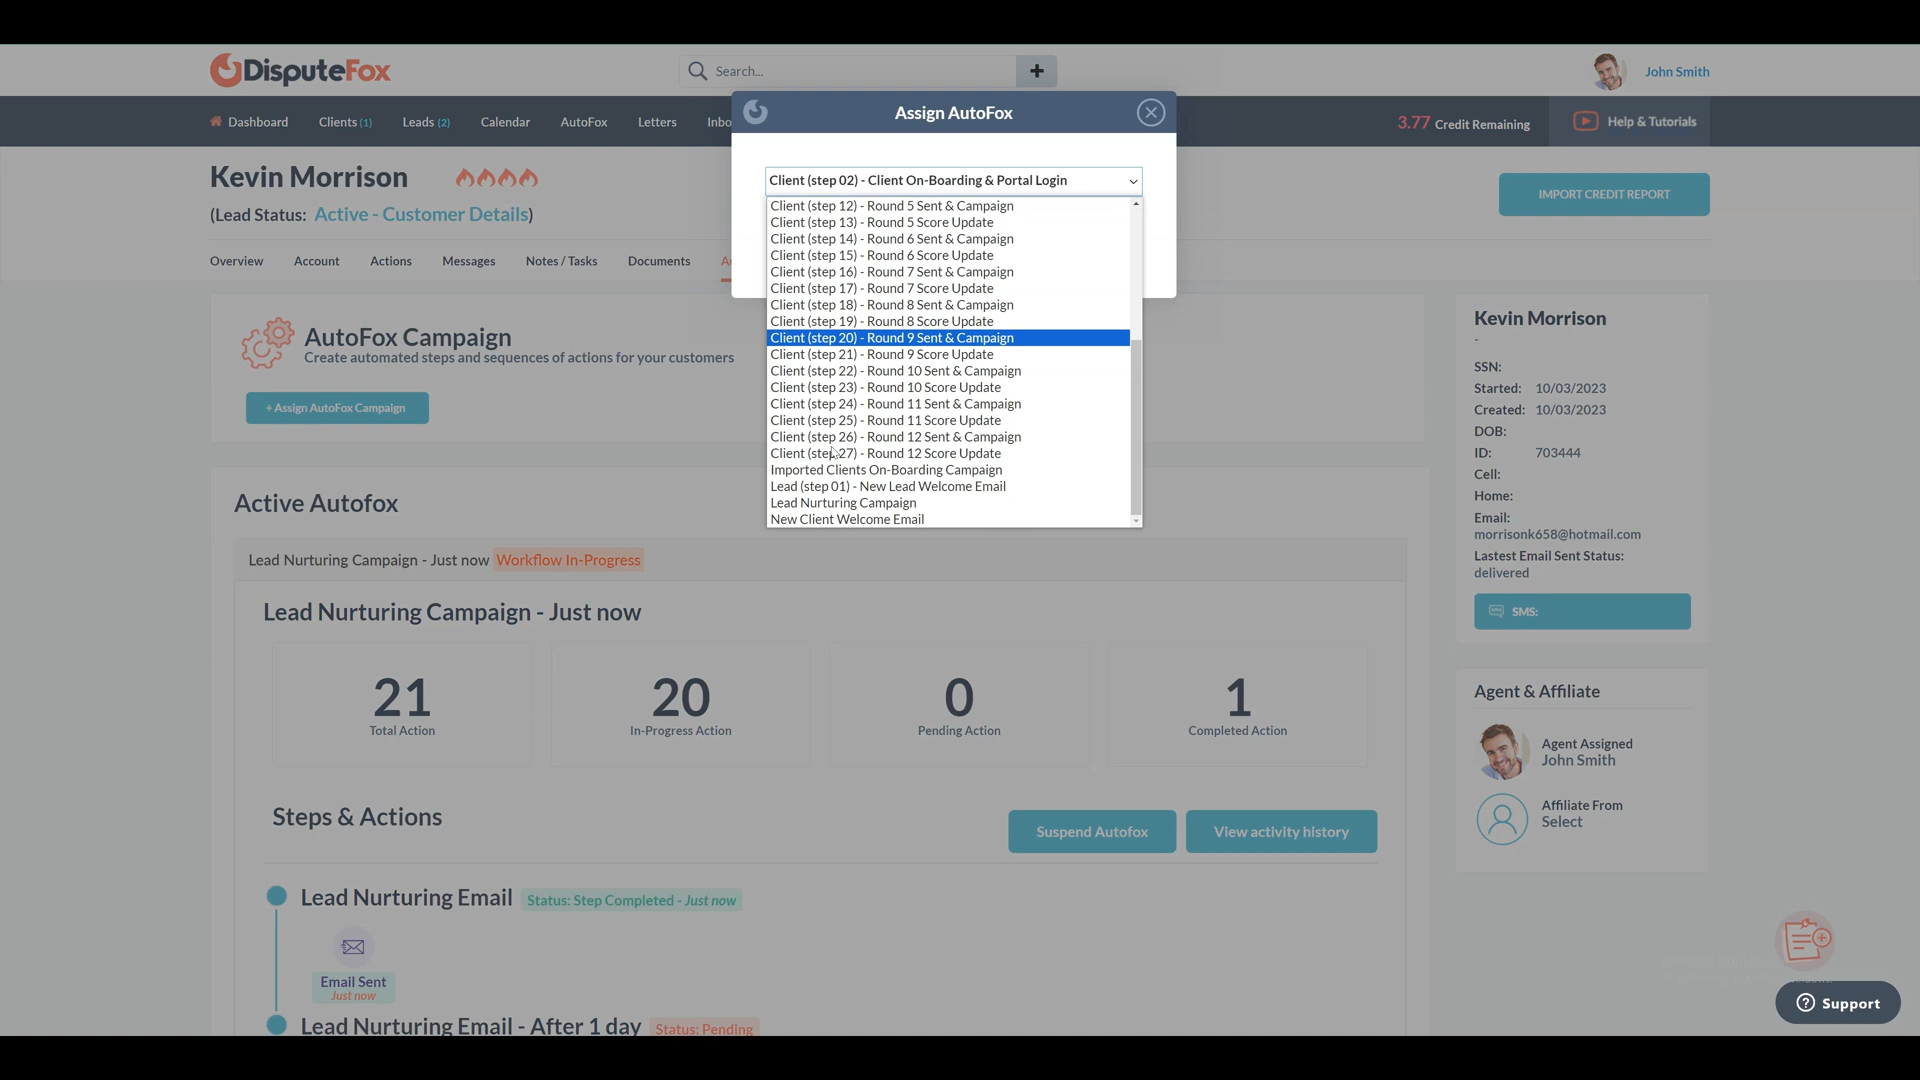 DisputeFox
Search...
+
John Smith
Dashboard
Clients (1)
Leads (2)
Calendar
AutoFox
Letters
Inbo
3.77 Credit Remaining
Help & Tutorials
Assign AutoFox
Kevin Morrison
(Lead Status: Active - Customer Details)
IMPORT CREDIT REPORT
Overview
Account
Actions
Messages
Notes / Tasks
Documents
Client (step 02) - Client On-Boarding & Portal Login
Client (step 12) - Round 5 Sent & Campaign
Client (step 13) - Round 5 Score Update
Client (step 14) - Round 6 Sent & Campaign
Client (step 15) - Round 6 Score Update
Client (step 16) - Round 7 Sent & Campaign
Client (step 17) - Round 7 Score Update
Client (step 18) - Round 8 Sent & Campaign
Client (step 19) - Round 8 Score Update
Client (step 20) - Round 9 Sent & Campaign
Client (step 21) - Round 9 Score Update
Client (step 22) - Round 10 Sent & Campaign
Client (step 23) - Round 10 Score Update
Client (step 24) - Round 11 Sent & Campaign
Client (step 25) - Round 11 Score Update
Client (step 26) - Round 12 Sent & Campaign
Client (step 27) - Round 12 Score Update
Imported Clients On-Boarding Campaign
Lead (step 01) - New Lead Welcome Email
Lead Nurturing Campaign
New Client Welcome Email
AutoFox Campaign
Create automated steps and sequences of actions for your customers
+ Assign AutoFox Campaign
Active Autofox
Lead Nurturing Campaign - Just now Workflow In-Progress
Lead Nurturing Campaign - Just now
21
Total Action
20
In-Progress Action
0
Pending Action
1
Completed Action
Steps & Actions
Suspend Autofox
View activity history
Lead Nurturing Email Status: Step Completed - Just now
Email Sent
Just now
Lead Nurturing Email - After 1 day Status: Pending
Kevin Morrison
-
SSN:
Started: 10/03/2023
Created: 10/03/2023
DOB:
ID: 703444
Cell:
Home:
Email:
morrisonk658@hotmail.com
Lastest Email Sent Status:
delivered
SMS:
Agent & Affiliate
Agent Assigned
John Smith
Affiliate From
Select
Support